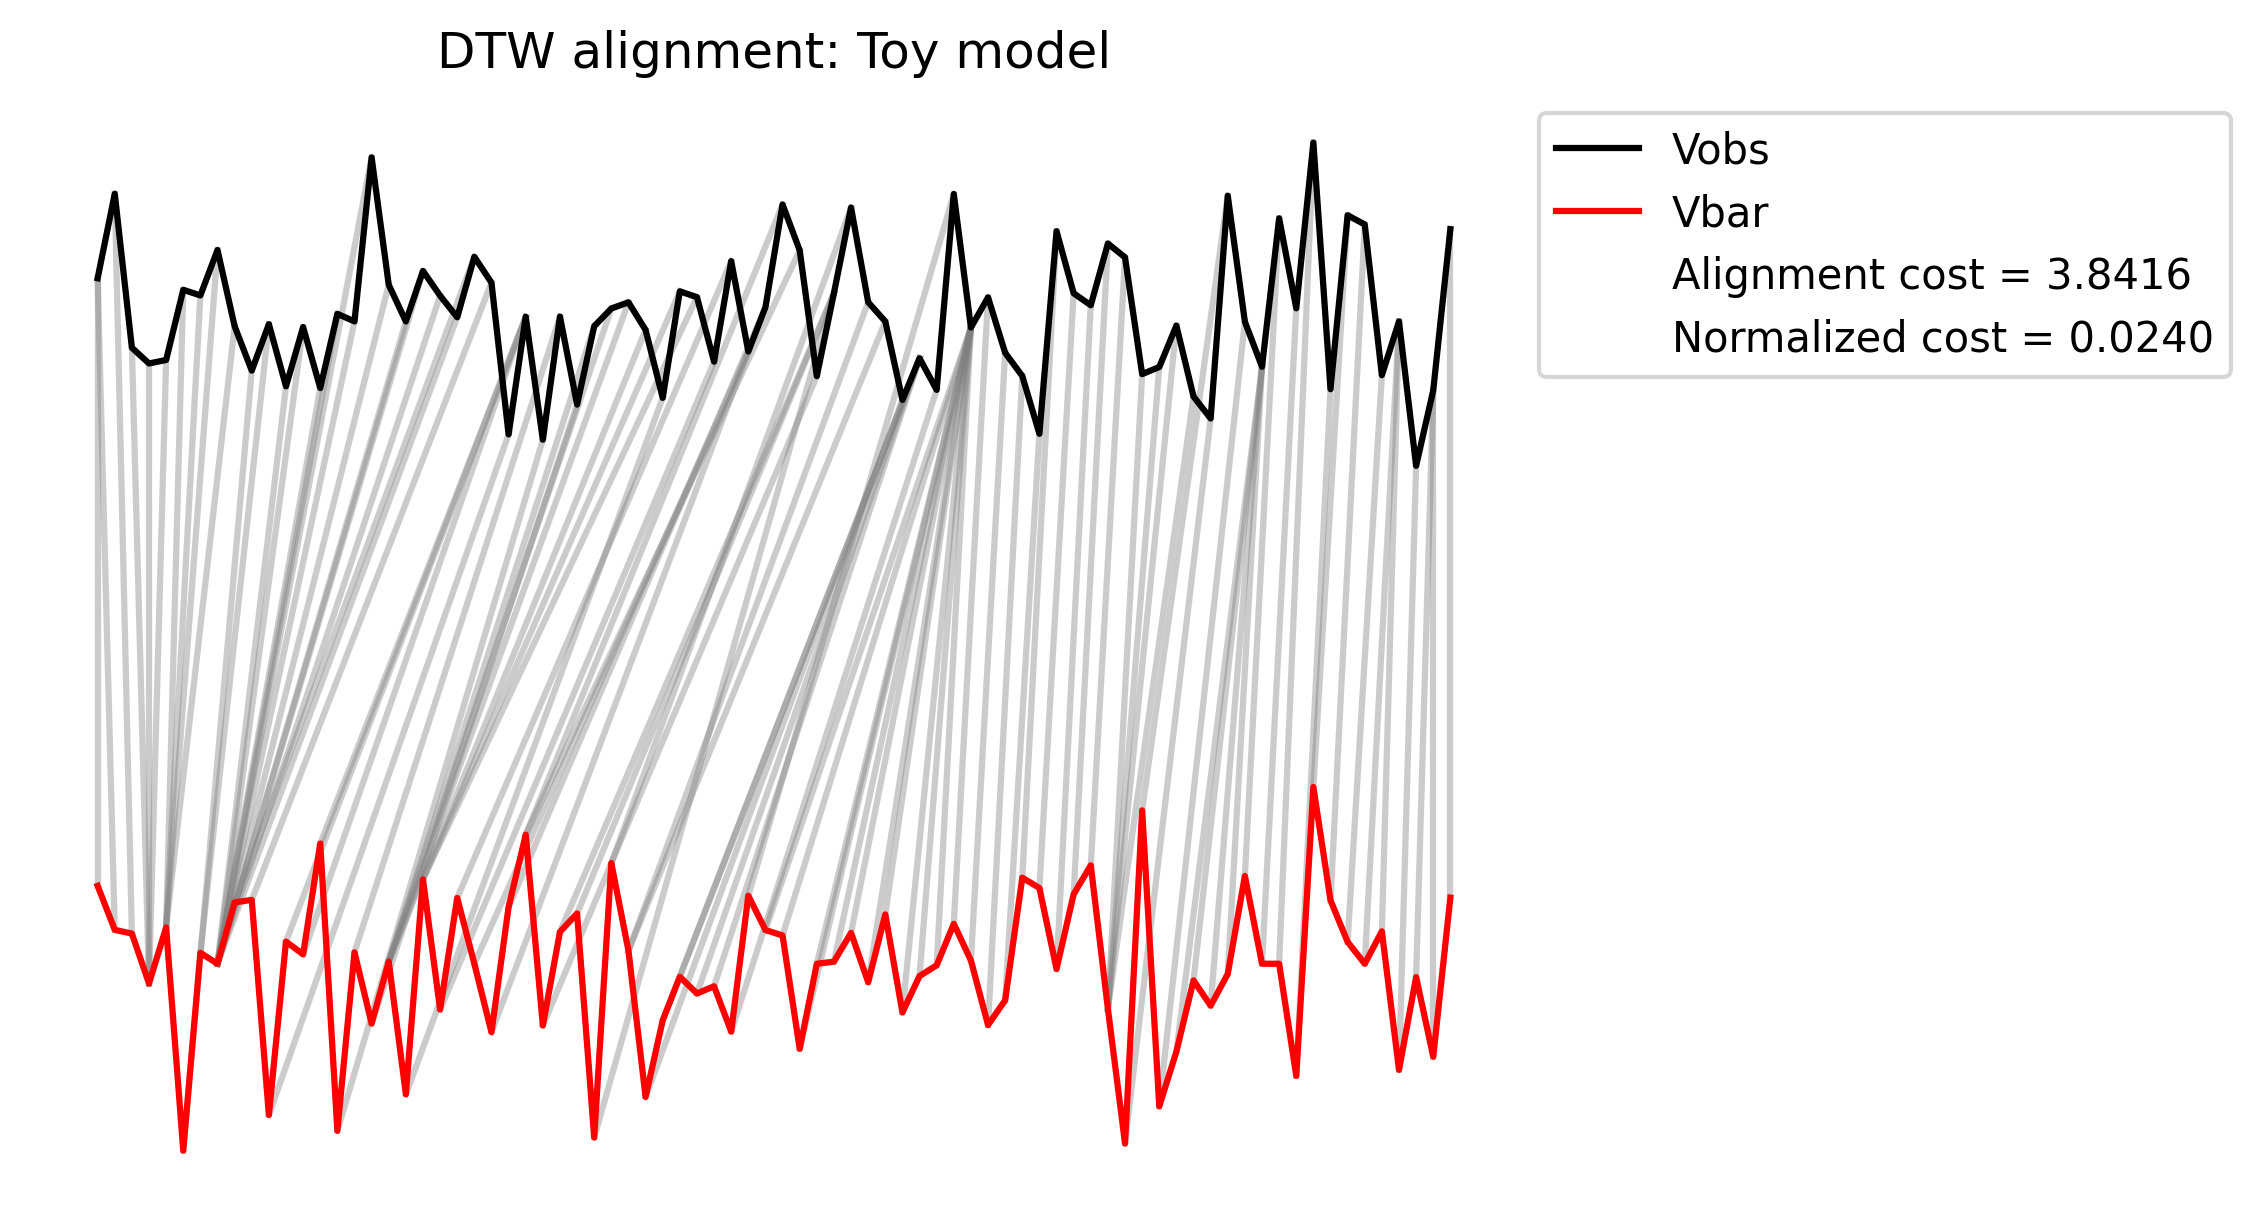 DTW alignment: Toy model
Vobs
Vbar
Alignment cost = 3.8416
Normalized cost = 0.0240